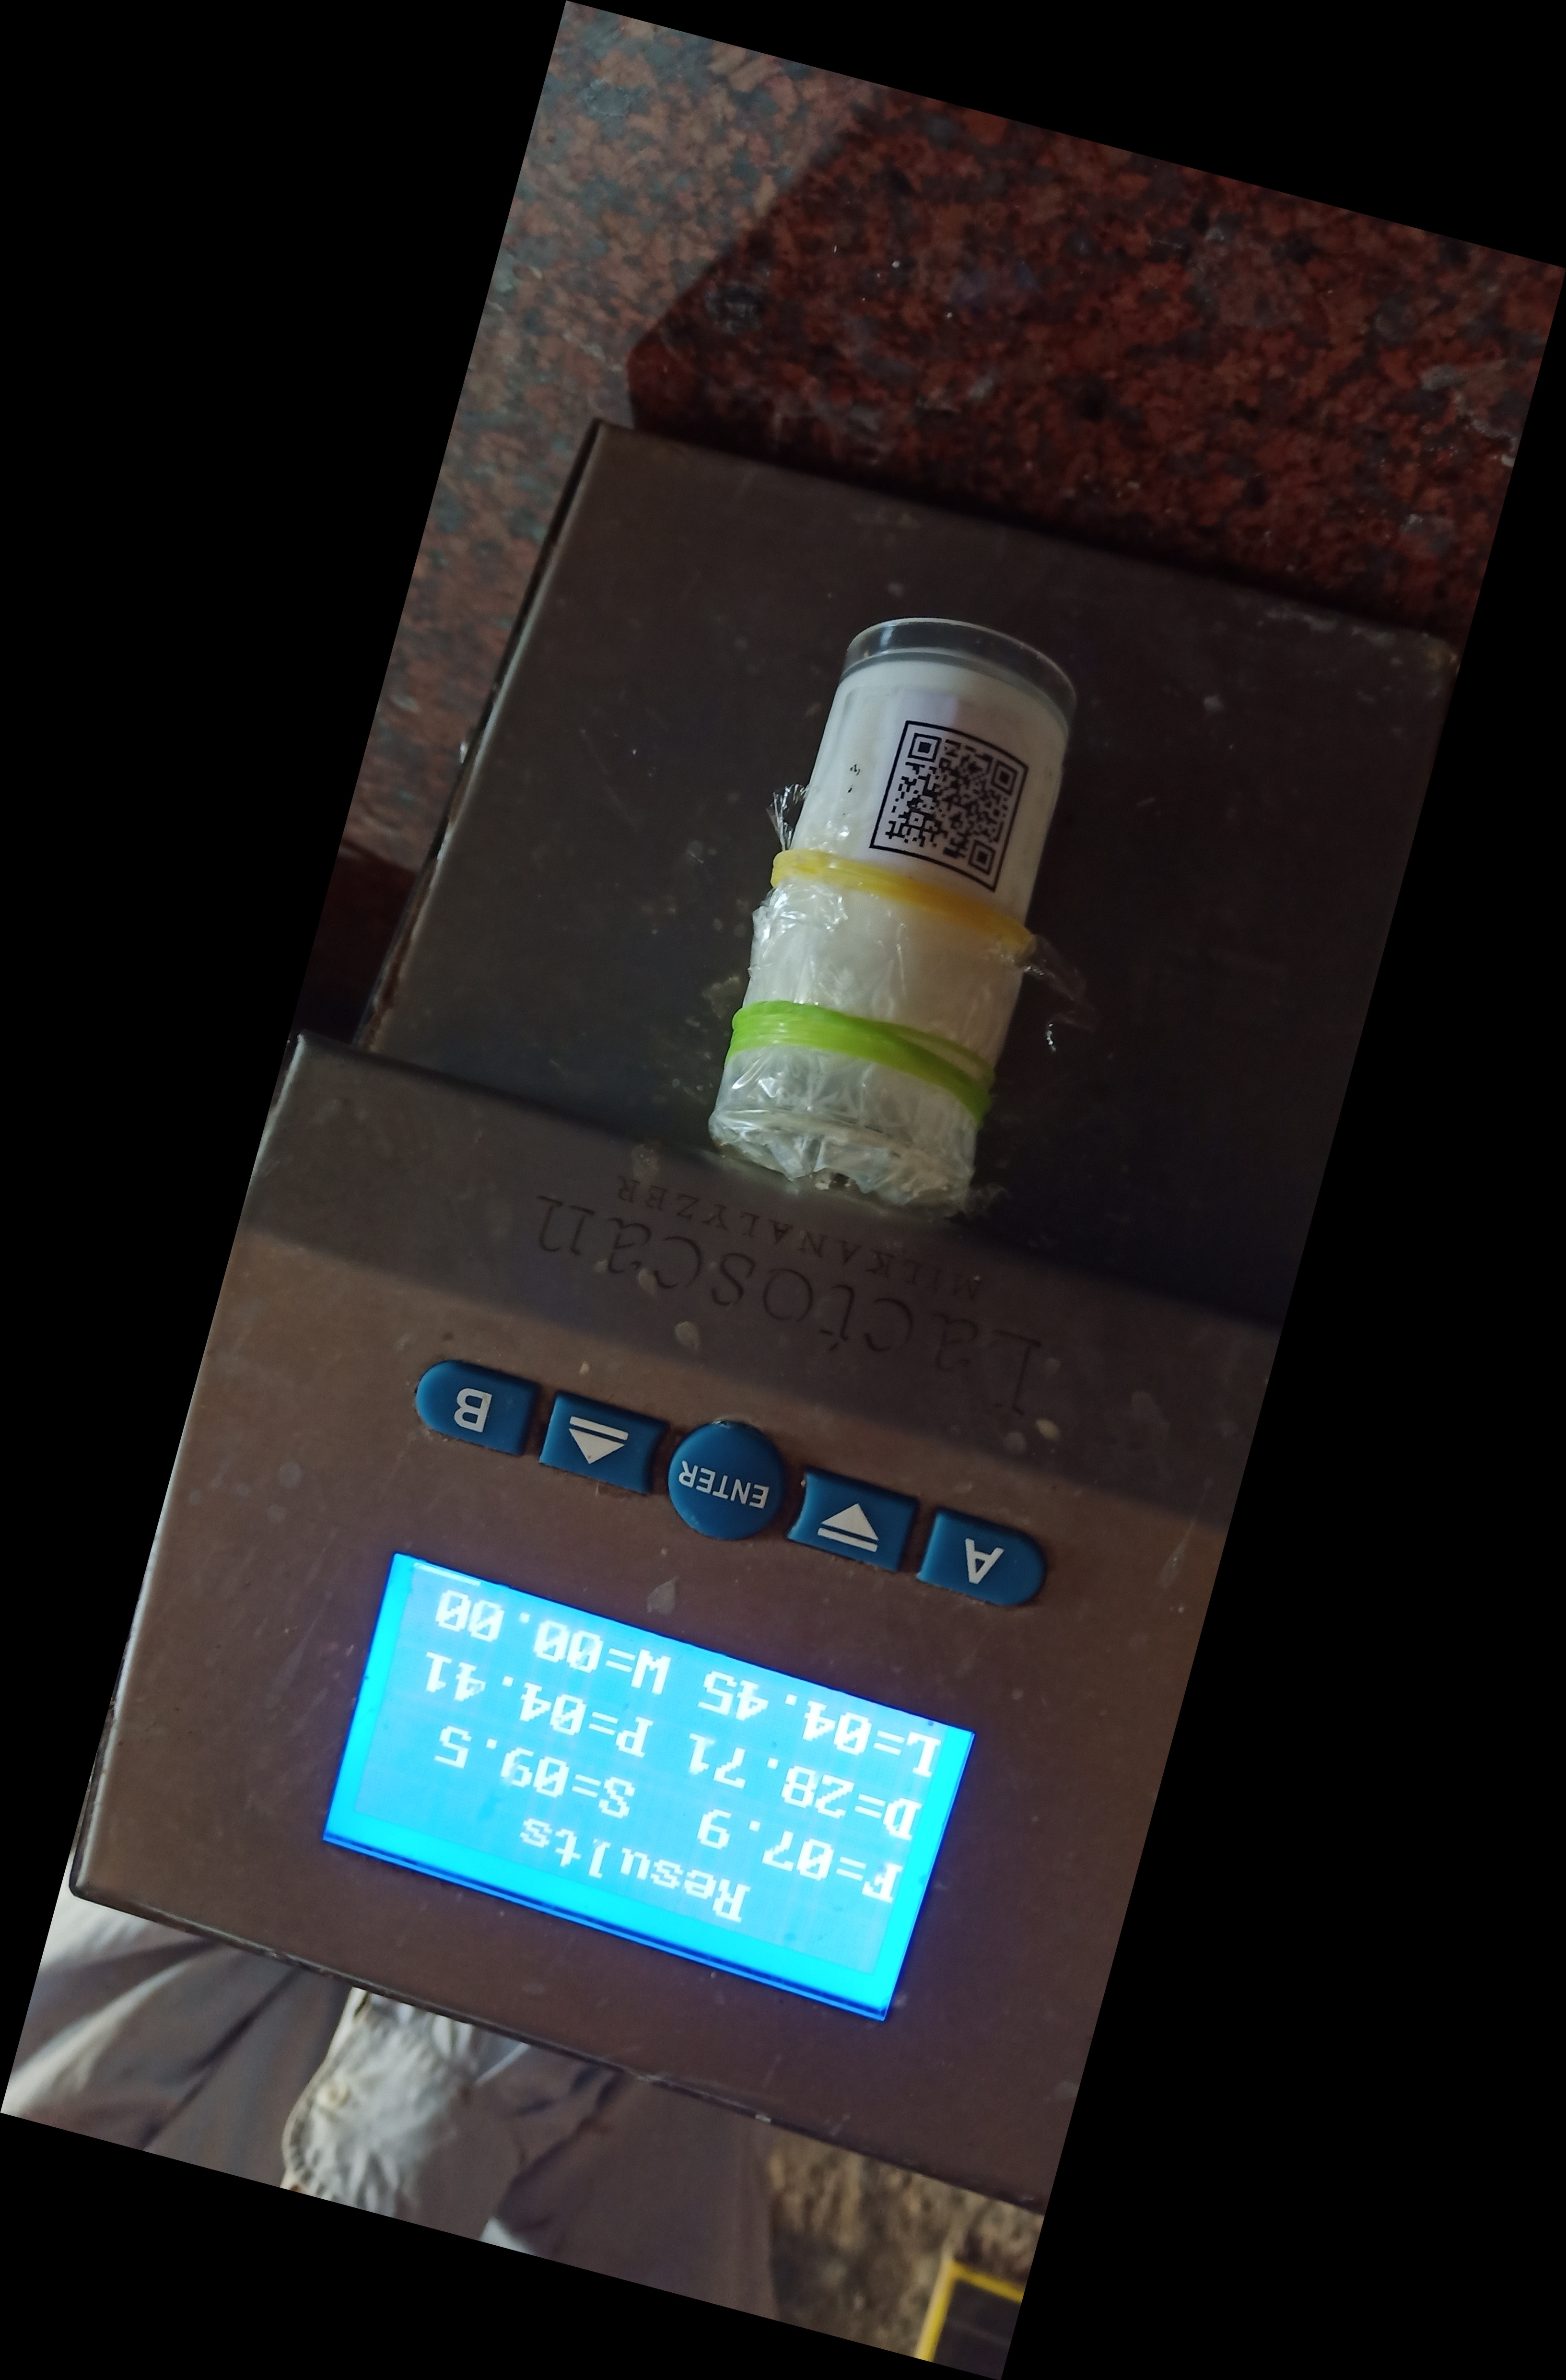 Results
F=07.9 S=09.5
D=28.71 P=04.41
L=04.45 W=00.00
A
ENTER
B
Lactoscan
MILKANALYZER